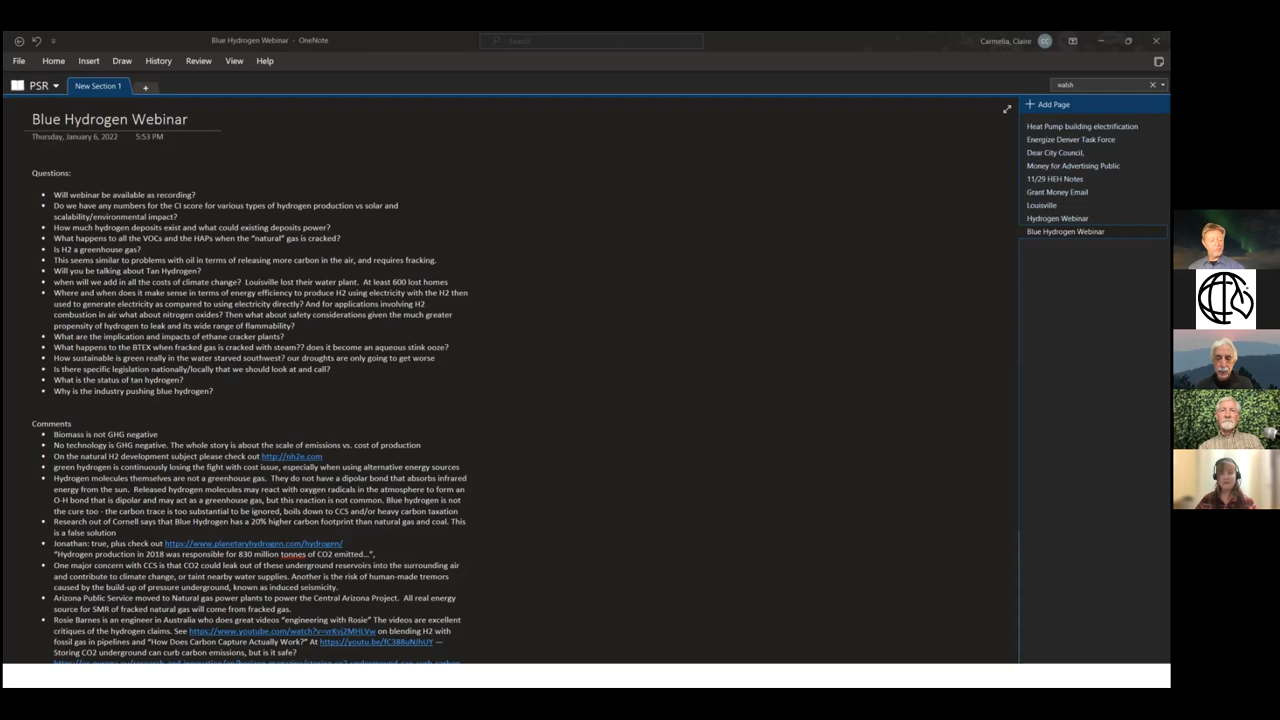 Blue Hydrogen Webinar - OneNote
Search
Carmelia, Claire
CC
File Home Insert Draw History Review View Help
PSR
New Section 1
+
walsh
Blue Hydrogen Webinar
Thursday, January 6, 2022 5:53 PM
Questions:
• Will webinar be available as recording?
• Do we have any numbers for the CI score for various types of hydrogen production vs solar and
scalability/environmental impact?
• How much hydrogen deposits exist and what could existing deposits power?
• What happens to all the VOCs and the HAPs when the "natural" gas is cracked?
• Is H2 a greenhouse gas?
• This seems similar to problems with oil in terms of releasing more carbon in the air, and requires fracking.
• Will you be talking about Tan Hydrogen?
• when will we add in all the costs of climate change? Louisville lost their water plant. At least 600 lost homes
• Where and when does it make sense in terms of energy efficiency to produce H2 using electricity with the H2 then
used to generate electricity as compared to using electricity directly? And for applications involving H2
combustion in air what about nitrogen oxides? Then what about safety considerations given the much greater
propensity of hydrogen to leak and its wide range of flammability?
• What are the implication and impacts of ethane cracker plants?
• What happens to the BTEX when fracked gas is cracked with steam?? does it become an aqueous stink ooze?
• How sustainable is green really in the water starved southwest? our droughts are only going to get worse
• Is there specific legislation nationally/locally that we should look at and call?
• What is the status of tan hydrogen?
• Why is the industry pushing blue hydrogen?
Comments
• Biomass is not GHG negative
• No technology is GHG negative. The whole story is about the scale of emissions vs. cost of production
• On the natural H2 development subject please check out http://nh2e.com
• green hydrogen is continuously losing the fight with cost issue, especially when using alternative energy sources
• Hydrogen molecules themselves are not a greenhouse gas. They do not have a dipolar bond that absorbs infrared
energy from the sun. Released hydrogen molecules may react with oxygen radicals in the atmosphere to form an
O-H bond that is dipolar and may act as a greenhouse gas, but this reaction is not common. Blue hydrogen is not
the cure too - the carbon trace is too substantial to be ignored, boils down to CCS and/or heavy carbon taxation
• Research out of Cornell says that Blue Hydrogen has a 20% higher carbon footprint than natural gas and coal. This
is a false solution
• Jonathan: true, plus check out https://www.planetaryhydrogen.com/hydrogen/
"Hydrogen production in 2018 was responsible for 830 million tonnes of CO2 emitted...",
• One major concern with CCS is that CO2 could leak out of these underground reservoirs into the surrounding air
and contribute to climate change, or taint nearby water supplies. Another is the risk of human-made tremors
caused by the build-up of pressure underground, known as induced seismicity.
• Arizona Public Service moved to Natural gas power plants to power the Central Arizona Project. All real energy
source for SMR of fracked natural gas will come from fracked gas.
• Rosie Barnes is an engineer in Australia who does great videos "engineering with Rosie" The videos are excellent
critiques of the hydrogen claims. See https://www.youtube.com/watch?v=vrKvjZMHLVw on blending H2 with
fossil gas in pipelines and "How Does Carbon Capture Actually Work?" At https://youtu.be/fC388uNJhUY —
Storing CO2 underground can curb carbon emissions, but is it safe?
+ Add Page
Heat Pump building electrification
Energize Denver Task Force
Dear City Council,
Money for Advertising Public
11/29 HEH Notes
Grant Money Email
Louisville
Hydrogen Webinar
Blue Hydrogen Webinar